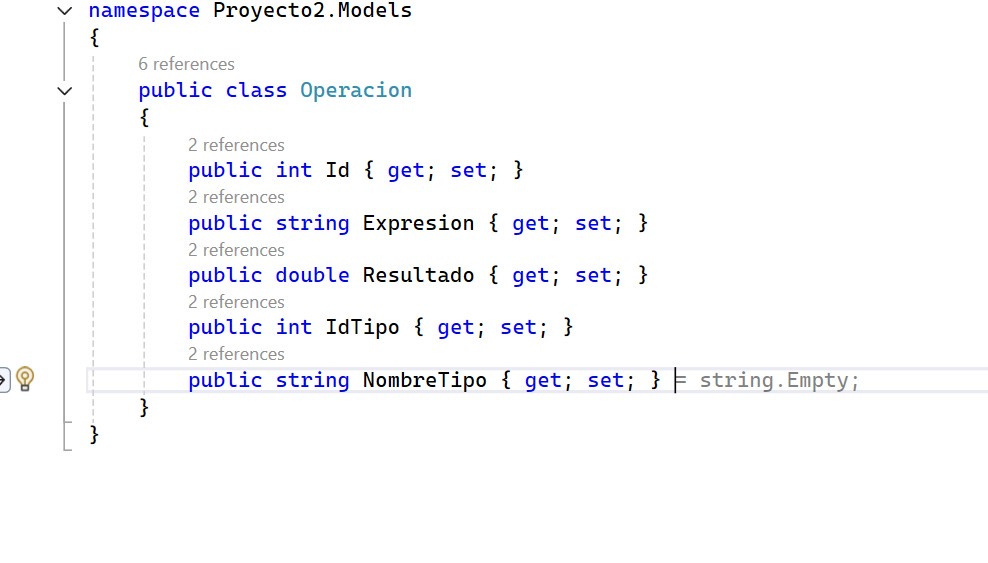 namespace Proyecto2.Models
{
6 references
public class Operacion
{
2 references
public int Id { get; set; }
2 references
public string Expresion { get; set; }
2 references
public double Resultado { get; set; }
2 references
public int IdTipo { get; set; }
2 references
public string NombreTipo { get; set; } = string.Empty;
}
}